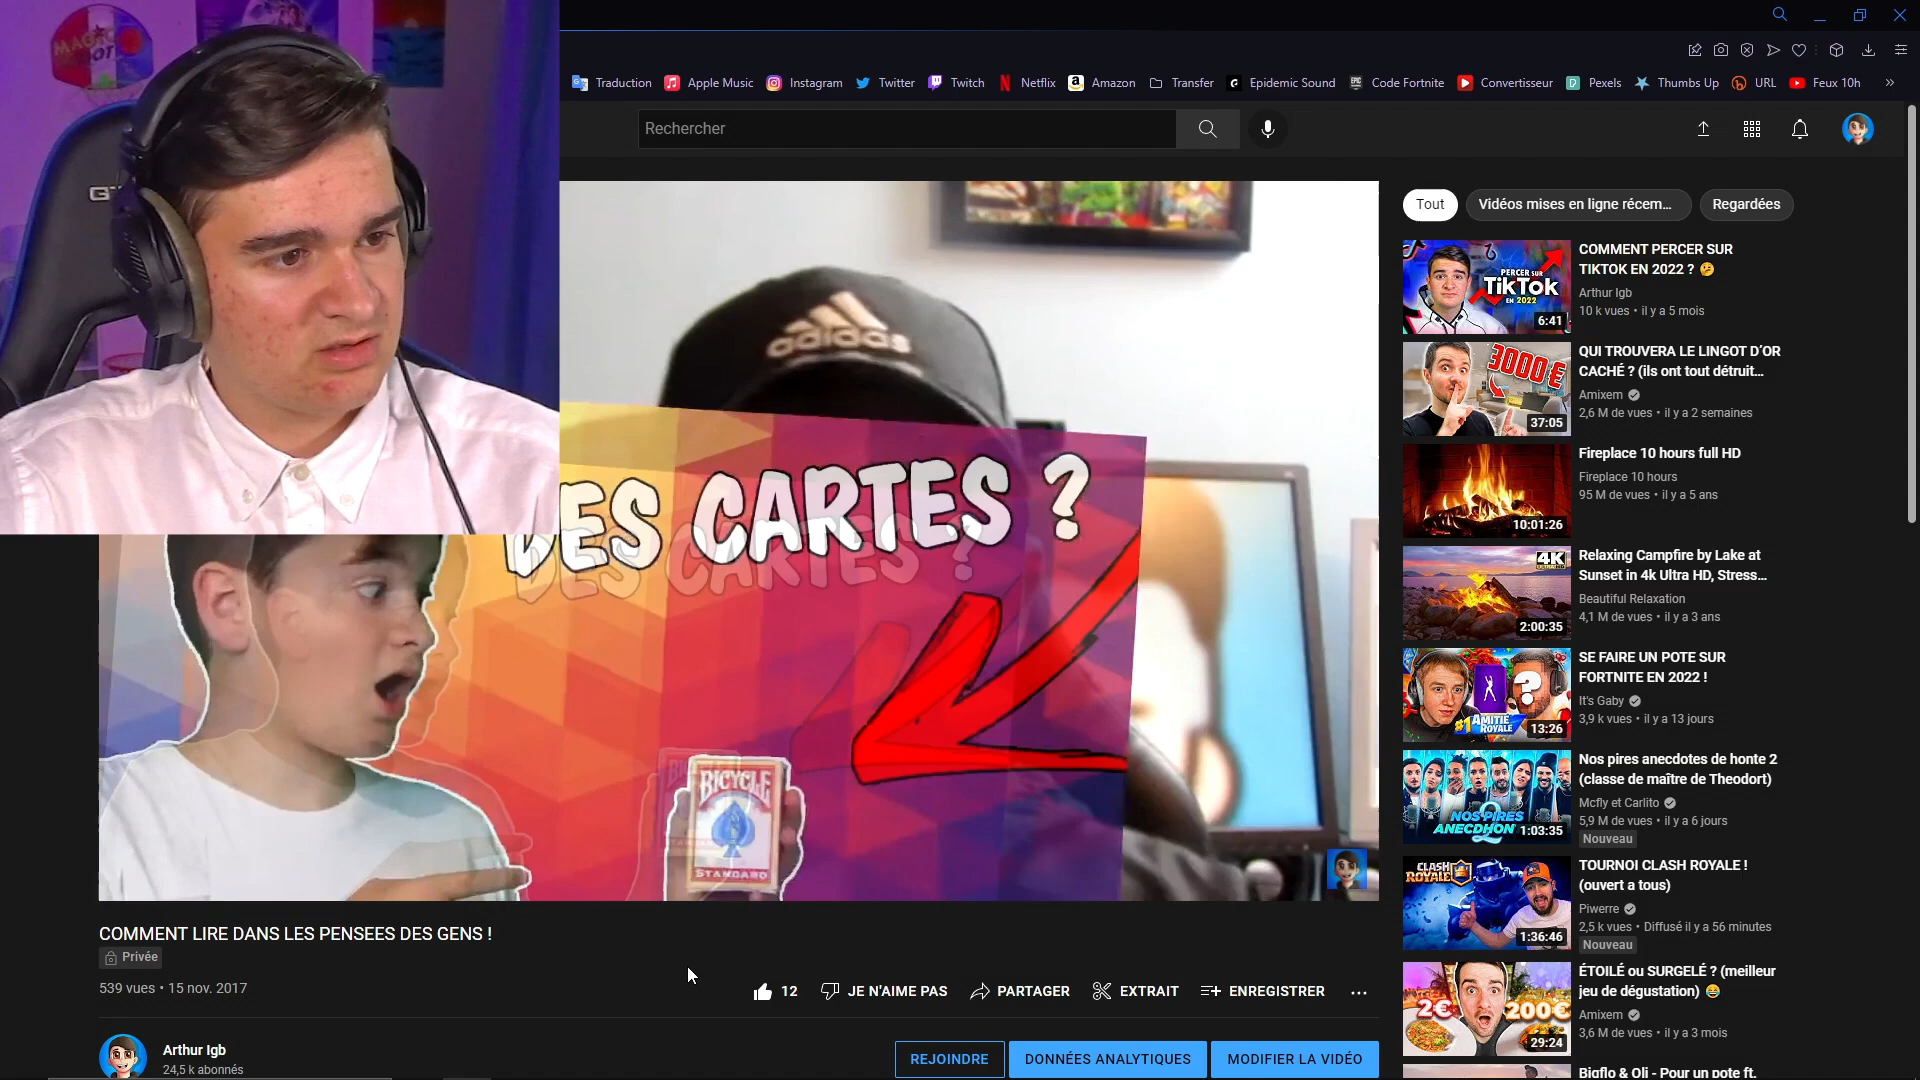 MAGIC
Traduction
Apple Music
Instagram
Twitter
Twitch
Netflix
Amazon
Transfer
Epidemic Sound
Code Fortnite
Convertisseur
Pexels
Thumbs Up
URL
Feux 10h
»
Rechercher
Tout
Vidéos mises en ligne récem...
Regardées
adidas
DES CARTES ?
DES CARTES ?
BICYCLE
STANDARD
COMMENT LIRE DANS LES PENSEES DES GENS !
Privée
539 vues • 15 nov. 2017
12
JE N'AIME PAS
PARTAGER
EXTRAIT
ENREGISTRER
...
Arthur Igb
24,5 k abonnés
REJOINDRE
DONNÉES ANALYTIQUES
MODIFIER LA VIDÉO
PERCER SUR
TikTok
EN 2022
6:41
COMMENT PERCER SUR
TIKTOK EN 2022 ? 🤔
Arthur Igb
10 k vues • il y a 5 mois
3000€
37:05
QUI TROUVERA LE LINGOT D'OR
CACHÉ ? (ils ont tout détruit...
Amixem
2,6 M de vues • il y a 2 semaines
10:01:26
Fireplace 10 hours full HD
Fireplace 10 hours
95 M de vues • il y a 5 ans
4K
2:00:35
Relaxing Campfire by Lake at
Sunset in 4k Ultra HD, Stress...
Beautiful Relaxation
4,1 M de vues • il y a 3 ans
?
#1 AMITIE
ROYALE
13:26
SE FAIRE UN POTE SUR
FORTNITE EN 2022 !
It's Gaby
3,9 k vues • il y a 13 jours
NOS PIRES
ANECDHONTES
2
1:03:35
Nos pires anecdotes de honte 2
(classe de maître de Theodort)
Mcfly et Carlito
5,9 M de vues • il y a 6 jours
Nouveau
CLASH
ROYALE
1:36:46
TOURNOI CLASH ROYALE !
(ouvert a tous)
Piwerre
2,5 k vues • Diffusé il y a 56 minutes
Nouveau
2€
200€
29:24
ÉTOILÉ ou SURGELÉ ? (meilleur
jeu de dégustation) 😂
Amixem
3,6 M de vues • il y a 3 mois
Bigflo & Oli - Pour un pote ft.